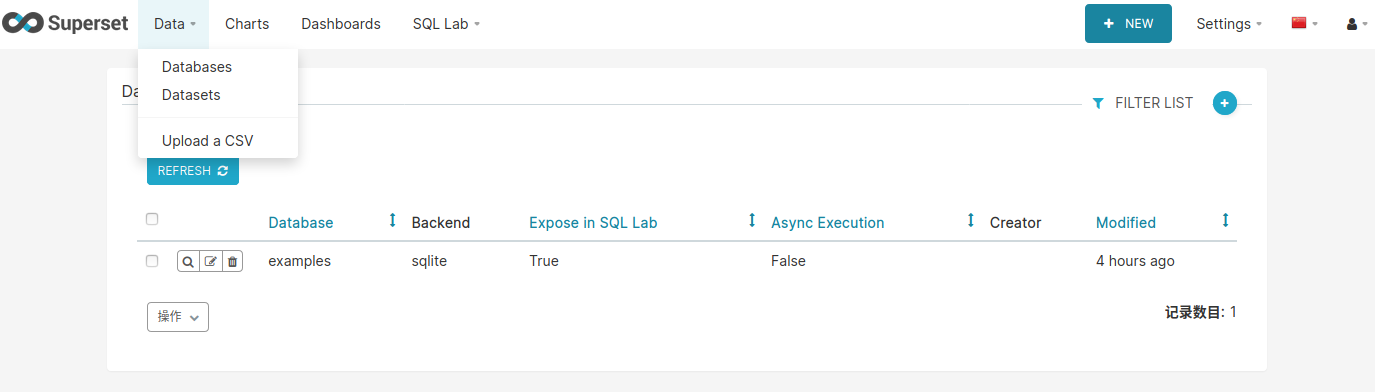 Superset Data Charts Dashboards SQL Lab + NEW Settings
Databases
Da FILTER LIST +
Datasets
Upload a CSV
REFRESH
Database Backend Expose in SQL Lab Async Execution Creator Modified
examples sqlite True False 4 hours ago
操作 记录数目: 1